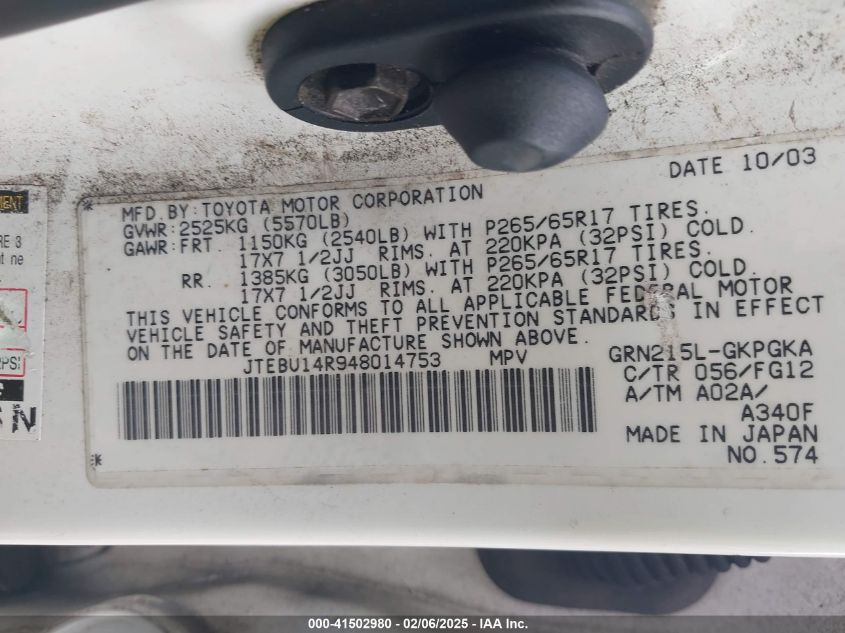 DATE 10/03
MFD.BY:TOYOTA MOTOR CORPORATION
GVWR:2525KG (5570LB)
GAWR:FRT. 1150KG (2540LB) WITH P265/65R17 TIRES.
17X7 1/2JJ RIMS. AT 220KPA (32PSI) COLD.
RR. 1385KG (3050LB) WITH P265/65R17 TIRES.
17X7 1/2JJ RIMS. AT 220KPA (32PSI) COLD.
THIS VEHICLE CONFORMS TO ALL APPLICABLE FEDERAL MOTOR
VEHICLE SAFETY AND THEFT PREVENTION STANDARDS IN EFFECT
ON THE DATE OF MANUFACTURE SHOWN ABOVE.
JTEBU14R948014753 MPV
GRN215L-GKPGKA
C/TR 056/FG12
A/TM A02A/
A340F
MADE IN JAPAN
NO.574
000-41502980 - 02/06/2025 - IAA Inc.